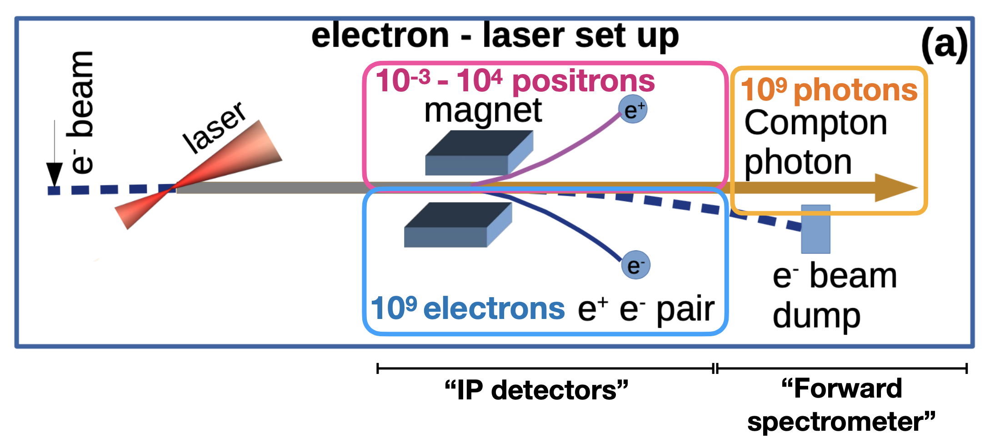 electron - laser set up
(a)
e⁻ beam
laser
10⁻³ - 10⁴ positrons
magnet
e⁺
10⁹ photons
Compton
photon
e⁻
10⁹ electrons
e⁺ e⁻ pair
e⁻ beam
dump
“IP detectors”
“Forward
spectrometer”